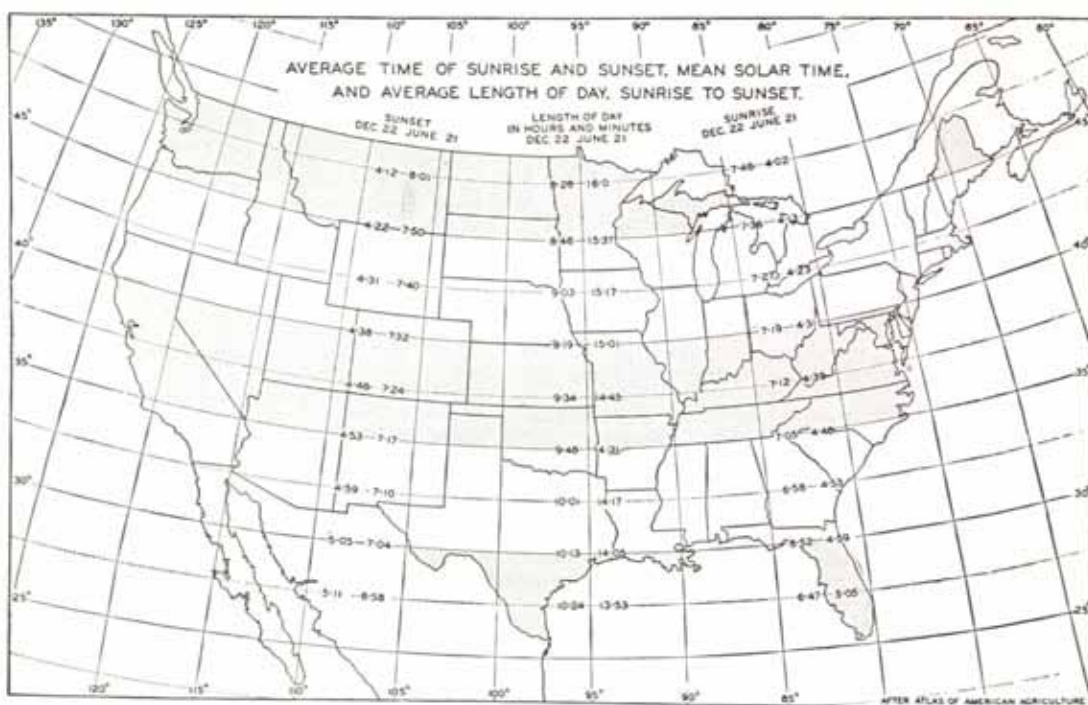 135° 130° 125° 120° 115° 110° 105° 100° 95° 90° 85° 80° 75° 70° 65° 60°
AVERAGE TIME OF SUNRISE AND SUNSET, MEAN SOLAR TIME,
AND AVERAGE LENGTH OF DAY, SUNRISE TO SUNSET.
SUNSET
DEC. 22 JUNE 21
LENGTH OF DAY
IN HOURS AND MINUTES
DEC. 22 JUNE 21
SUNRISE
DEC. 22 JUNE 21
45°
4·12 - 8·01
8·26
7·48 - 4·02
4·22 - 7·50
8·46 15·37
7·36
40°
4·31 - 7·40
9·03 15·17
4·23
40°
4·38 - 7·32
9·19 15·01
7·19
35°
4·46 - 7·24
9·34 14·45
7·12 4·39
35°
4·53 - 7·17
9·48 14·31
7·05 4·46
30°
4·59 - 7·10
10·01 14·17
6·58 4·53
30°
5·05 - 7·04
10·13 14·05
6·52 4·59
25°
5·11 - 6·58
10·24 13·53
6·47 5·05
25°
120° 110° 105° 100° 95° 90° 85°
AFTER ATLAS OF AMERICAN AGRICULTURE